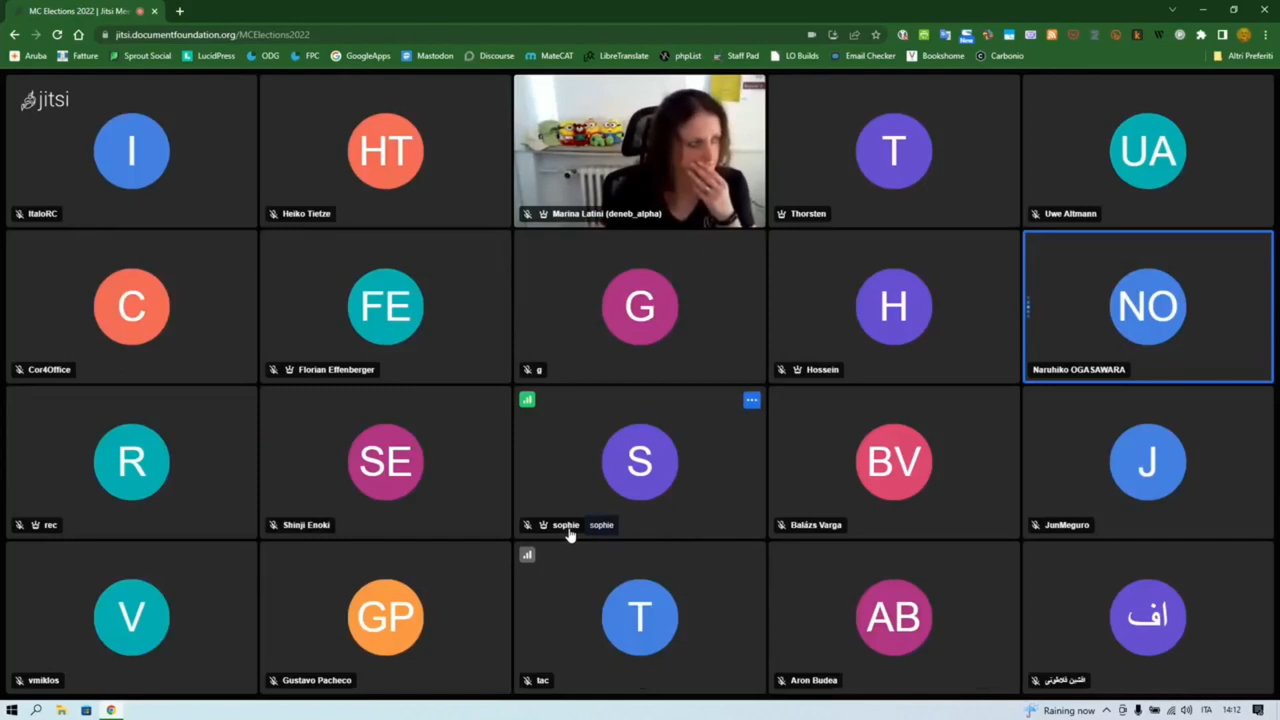 MC Elections 2022 | Jitsi Me
jitsi.documentfoundation.org/MCElections2022
Aruba Fatture Sprout Social LucidPress ODG FPC GoogleApps Mastodon Discourse MateCAT LibreTranslate phpList Staff Pad LO Builds Email Checker Bookshome Carbonio Altri Preferiti
jitsi
I HT T UA
ItaloRC Heiko Tietze Marina Latini (deneb_alpha) Thorsten Uwe Altmann
C FE G H NO
Cor4Office Florian Effenberger g Hossein Naruhiko OGASAWARA
R SE S BV J
rec Shinji Enoki sophie sophie Balázs Varga JunMeguro
V GP T AB اف
vmiklos Gustavo Pacheco tac Aron Budea افشین فلاطونی
Raining now ITA 14:12